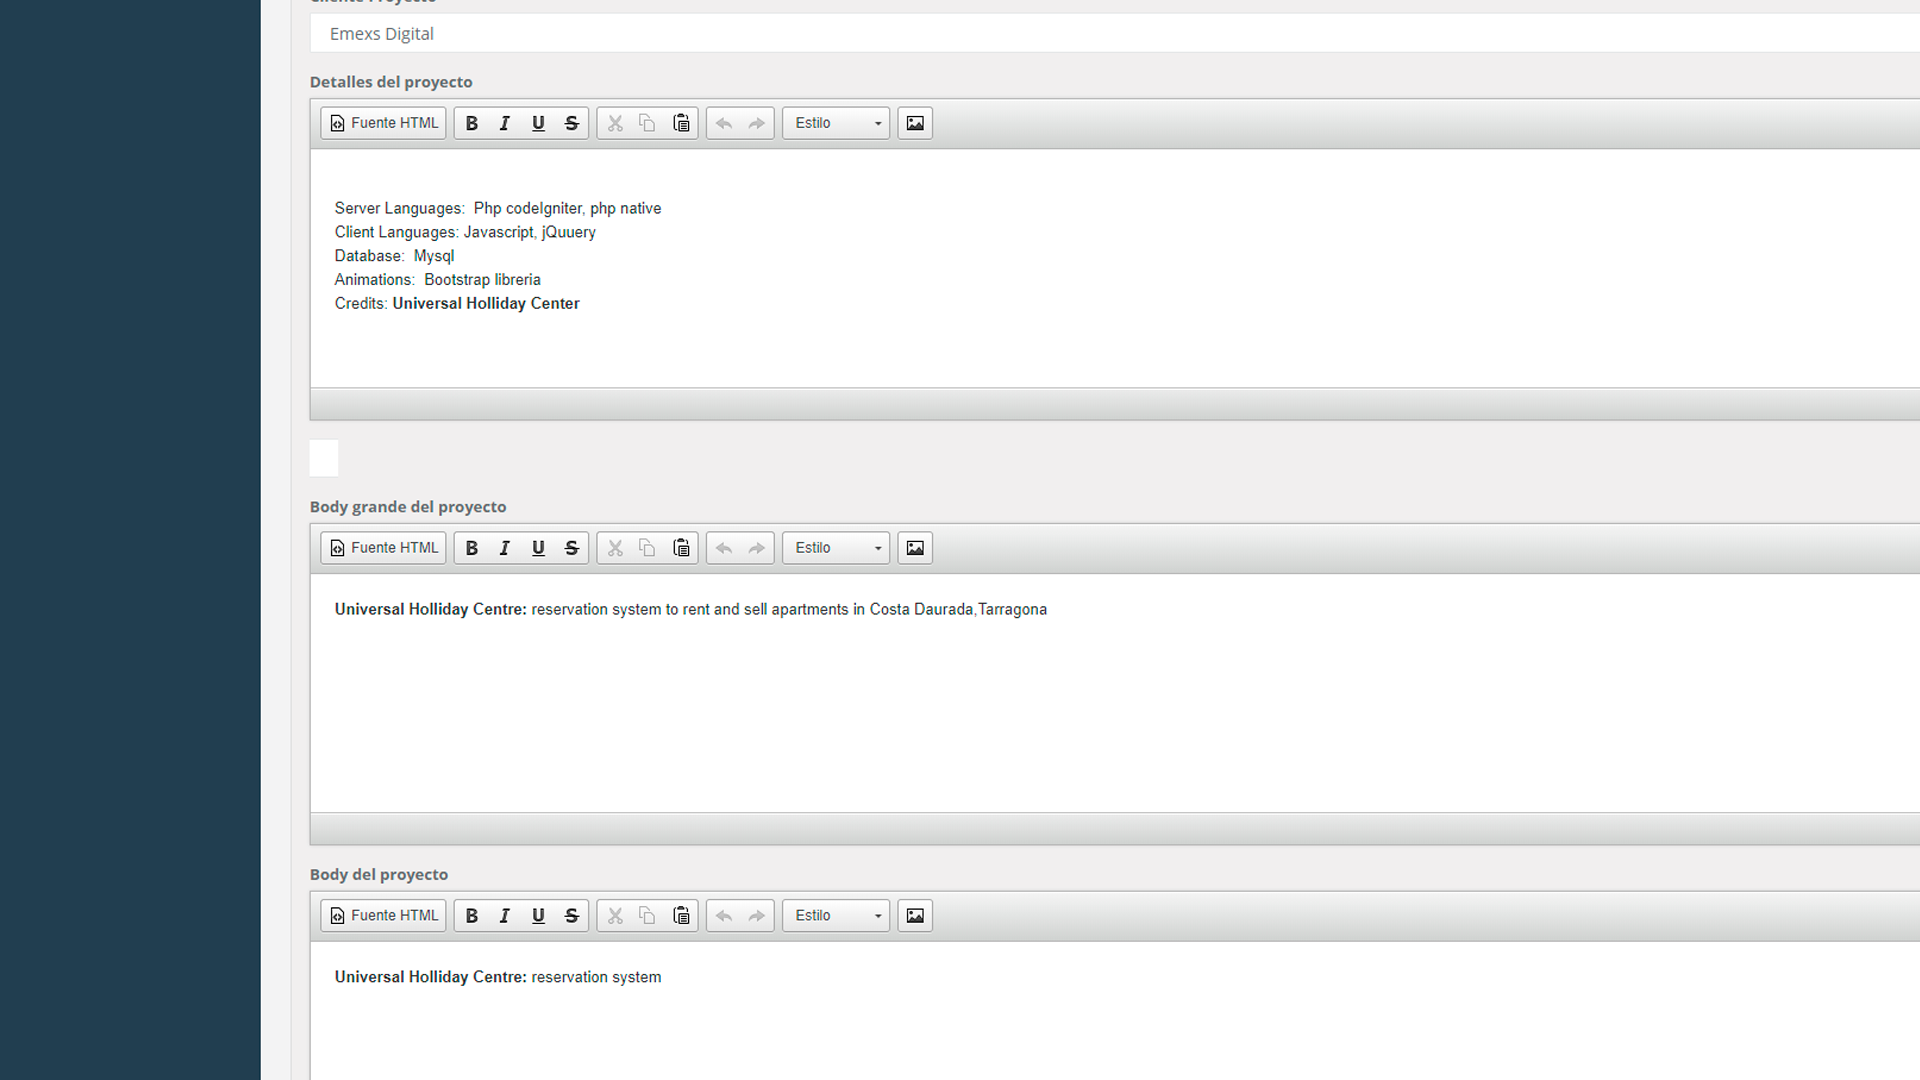 Cliente Proyecto
Emexs Digital
Detalles del proyecto
Fuente HTML B I U S Estilo
Server Languages:  Php codeIgniter, php native
Client Languages: Javascript, jQuuery
Database:  Mysql
Animations:  Bootstrap libreria
Credits: Universal Holliday Center
Body grande del proyecto
Fuente HTML B I U S Estilo
Universal Holliday Centre: reservation system to rent and sell apartments in Costa Daurada,Tarragona
Body del proyecto
Fuente HTML B I U S Estilo
Universal Holliday Centre: reservation system